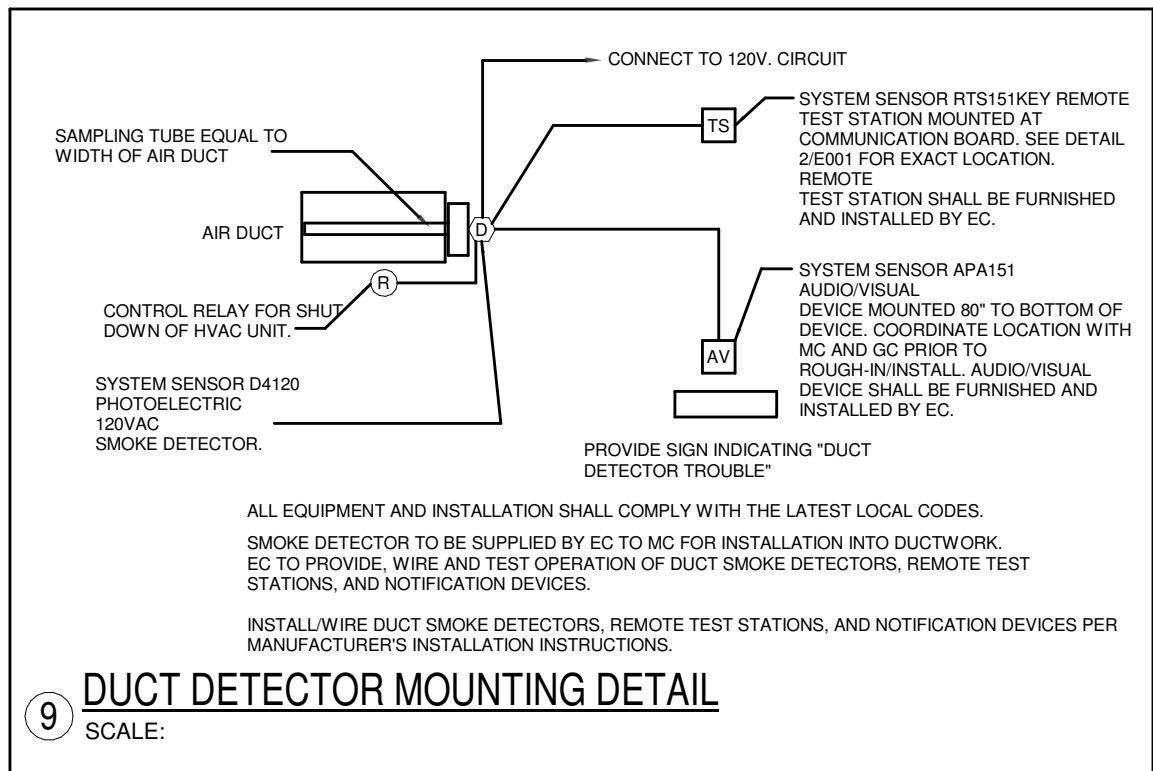 CONNECT TO 120V. CIRCUIT
SYSTEM SENSOR RTS151KEY REMOTE
TEST STATION MOUNTED AT
COMMUNICATION BOARD. SEE DETAIL
2/E001 FOR EXACT LOCATION.
REMOTE
TEST STATION SHALL BE FURNISHED
AND INSTALLED BY EC.
TS
SAMPLING TUBE EQUAL TO
WIDTH OF AIR DUCT
AIR DUCT
D
R
CONTROL RELAY FOR SHUT
DOWN OF HVAC UNIT.
SYSTEM SENSOR APA151
AUDIO/VISUAL
DEVICE MOUNTED 80" TO BOTTOM OF
DEVICE. COORDINATE LOCATION WITH
MC AND GC PRIOR TO
ROUGH-IN/INSTALL. AUDIO/VISUAL
DEVICE SHALL BE FURNISHED AND
INSTALLED BY EC.
AV
SYSTEM SENSOR D4120
PHOTOELECTRIC
120VAC
SMOKE DETECTOR.
PROVIDE SIGN INDICATING "DUCT
DETECTOR TROUBLE"
ALL EQUIPMENT AND INSTALLATION SHALL COMPLY WITH THE LATEST LOCAL CODES.
SMOKE DETECTOR TO BE SUPPLIED BY EC TO MC FOR INSTALLATION INTO DUCTWORK.
EC TO PROVIDE, WIRE AND TEST OPERATION OF DUCT SMOKE DETECTORS, REMOTE TEST
STATIONS, AND NOTIFICATION DEVICES.
INSTALL/WIRE DUCT SMOKE DETECTORS, REMOTE TEST STATIONS, AND NOTIFICATION DEVICES PER
MANUFACTURER'S INSTALLATION INSTRUCTIONS.
9 DUCT DETECTOR MOUNTING DETAIL
SCALE: